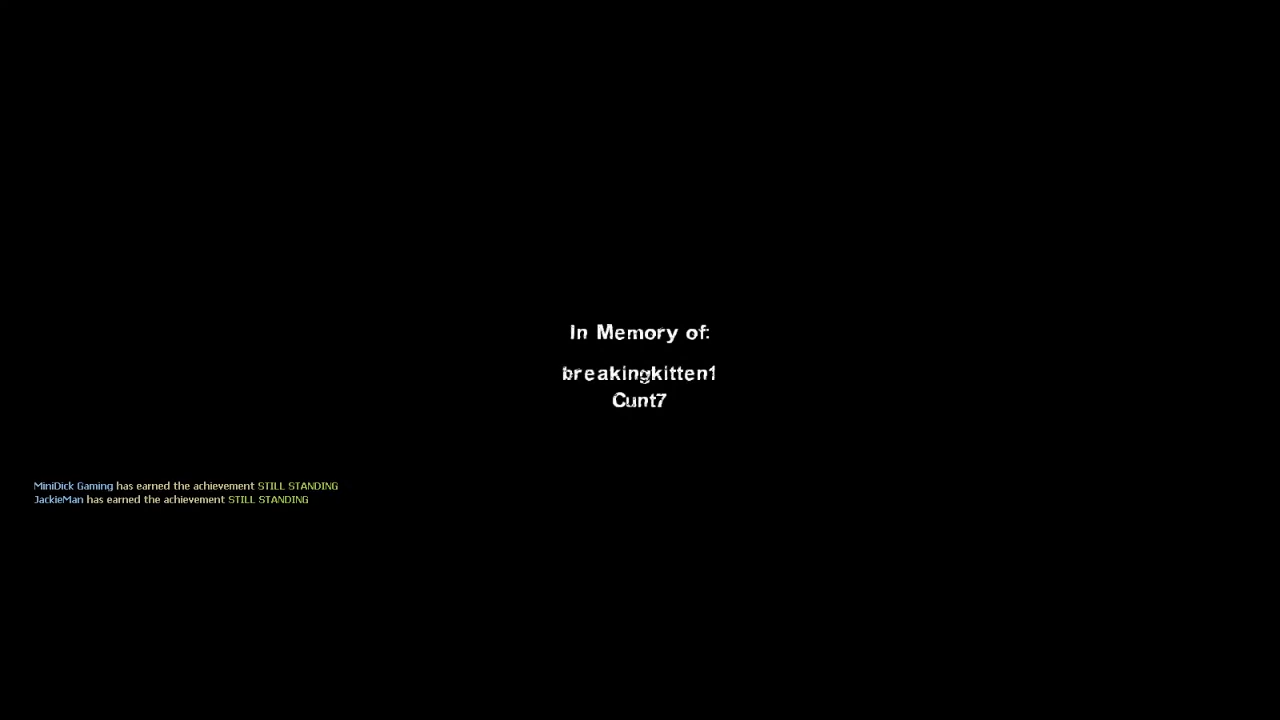 In Memory of:
breakingkitten1
Cunt7
MiniDick Gaming has earned the achievement STILL STANDING
JackieMan has earned the achievement STILL STANDING